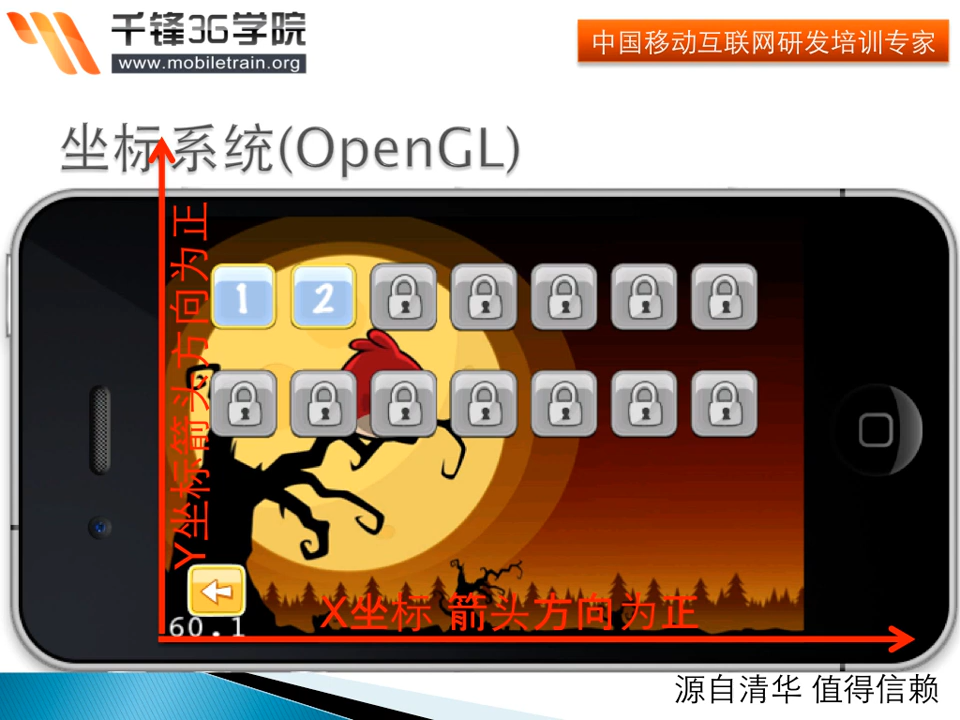 千锋3G学院
www.mobiletrain.org
中国移动互联网研发培训专家
坐标系统(OpenGL)
Y坐标箭头方向为正
1 2
60.1
X坐标 箭头方向为正
源自清华 值得信赖